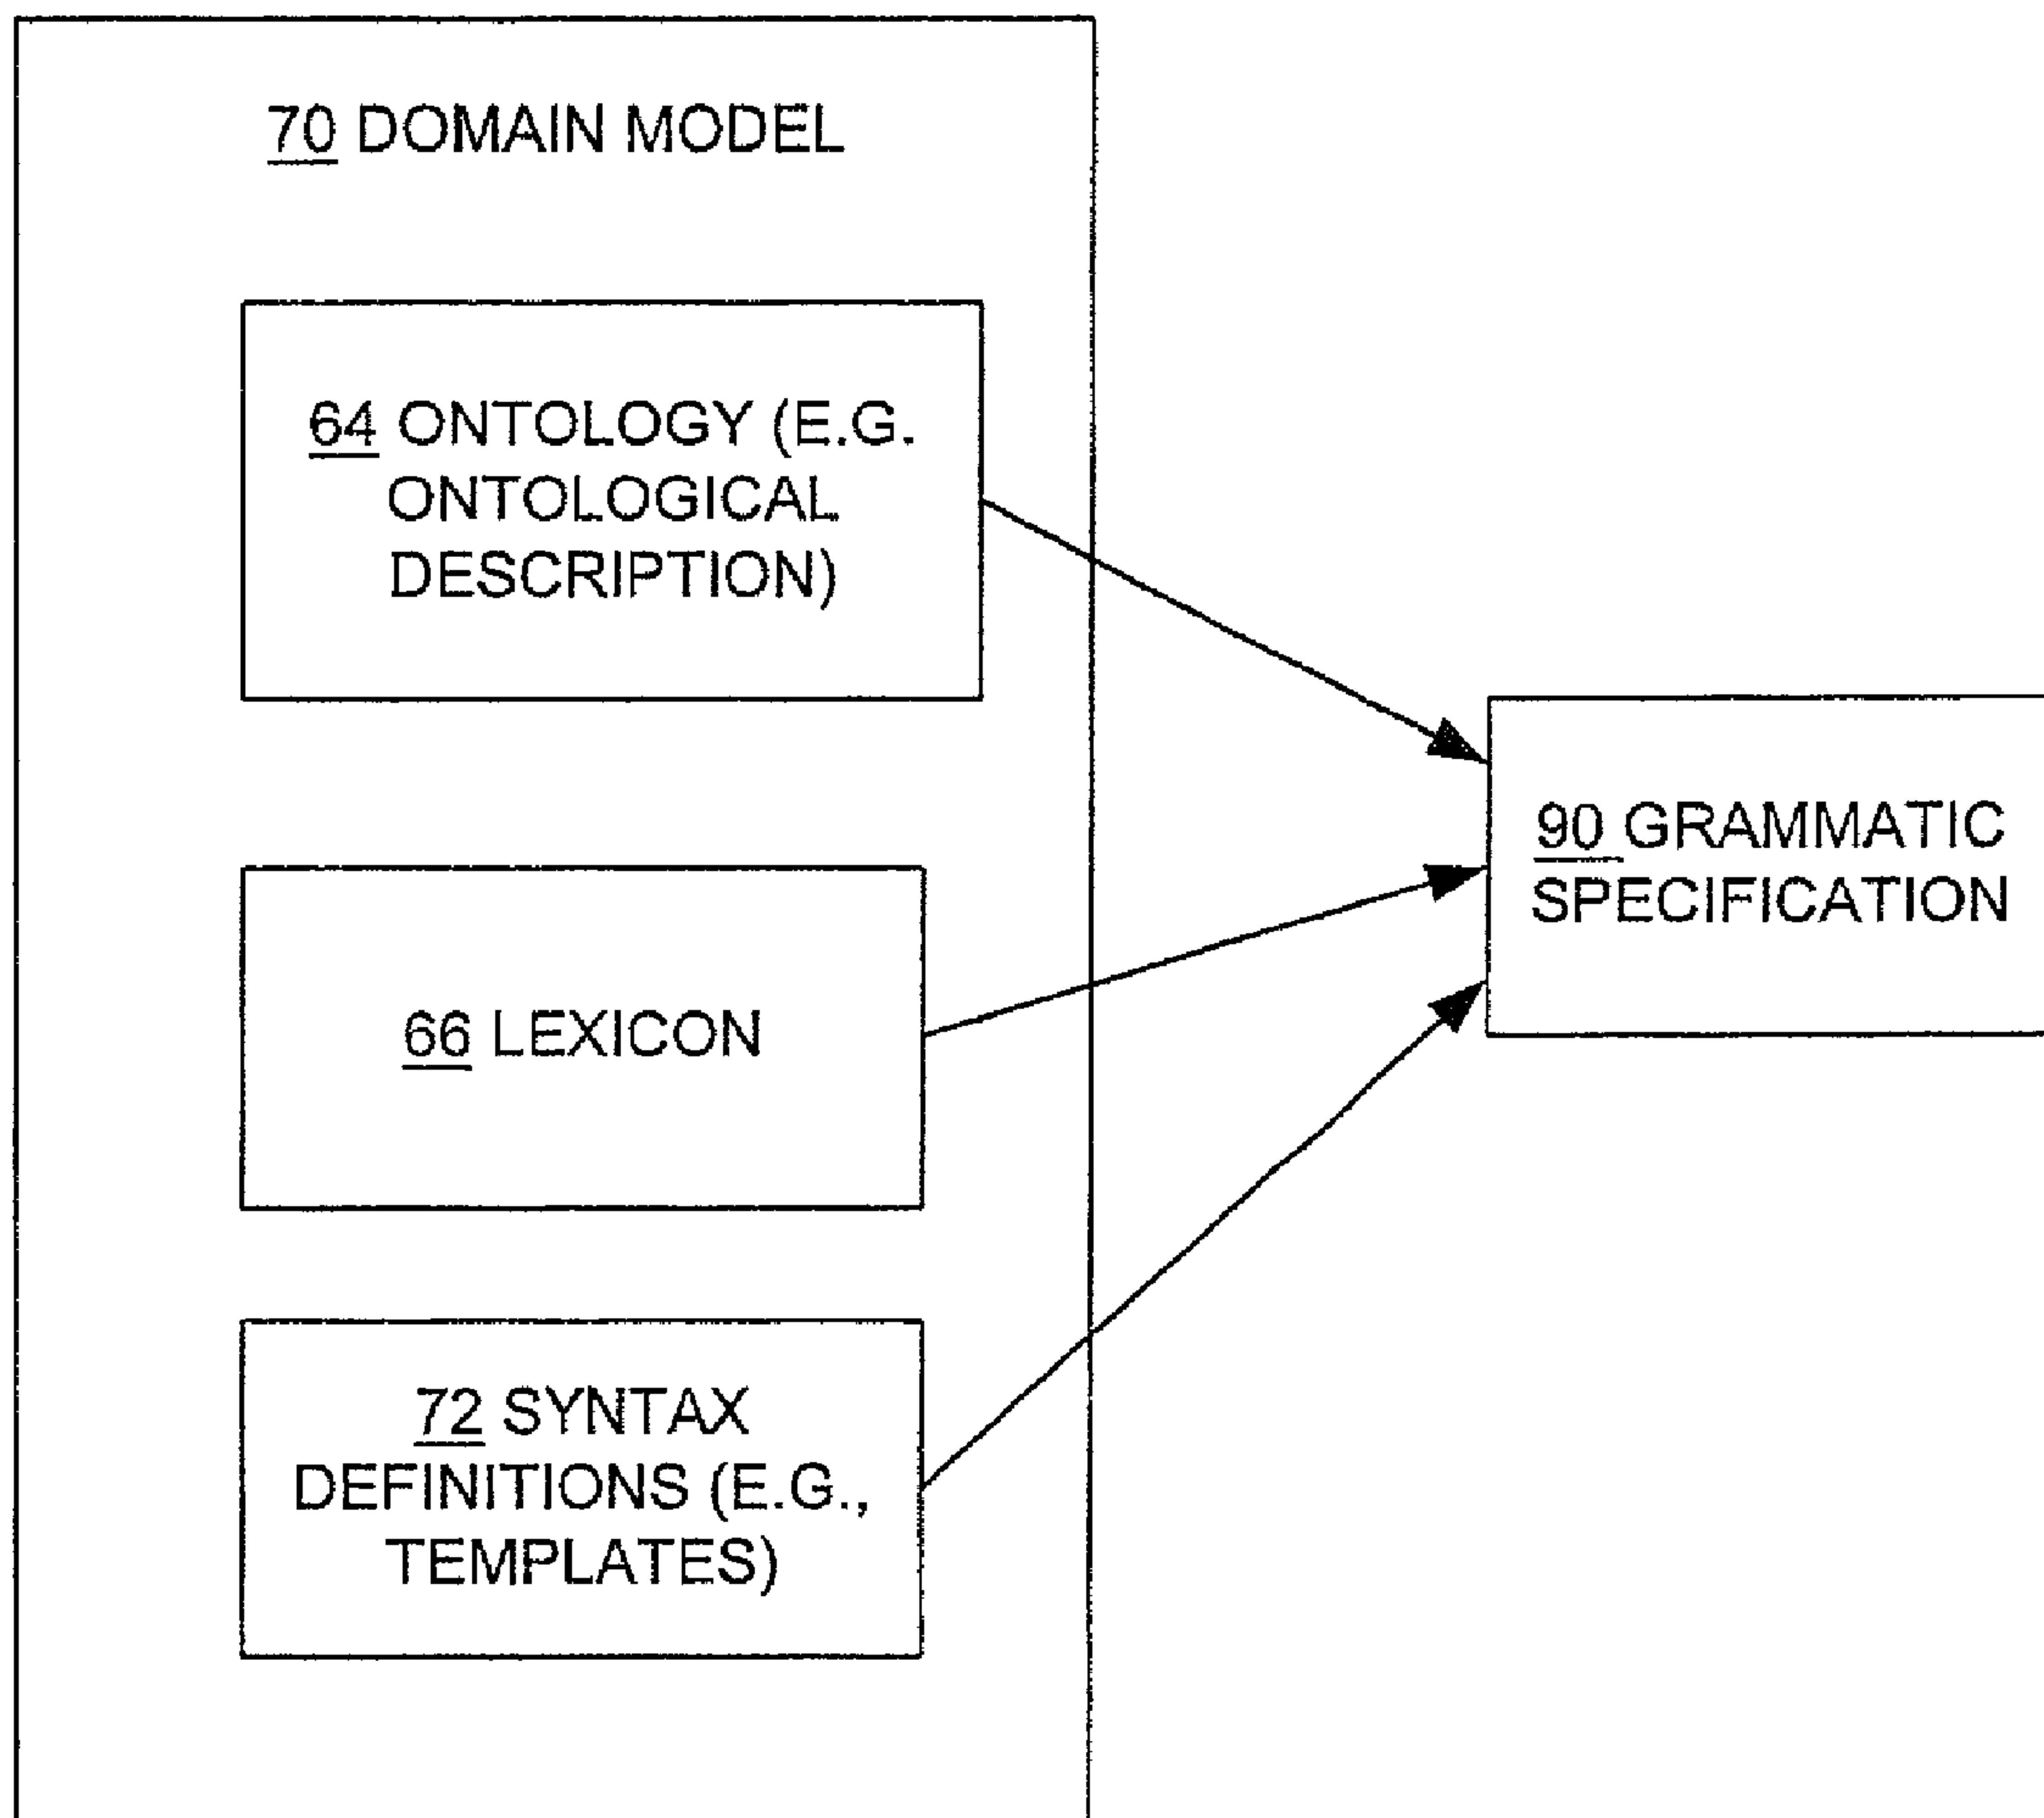 70 DOMAIN MODEL
64 ONTOLOGY (E.G.
ONTOLOGICAL
DESCRIPTION)
90 GRAMMATIC
SPECIFICATION
66 LEXICON
72 SYNTAX
DEFINITIONS (E.G.,
TEMPLATES)